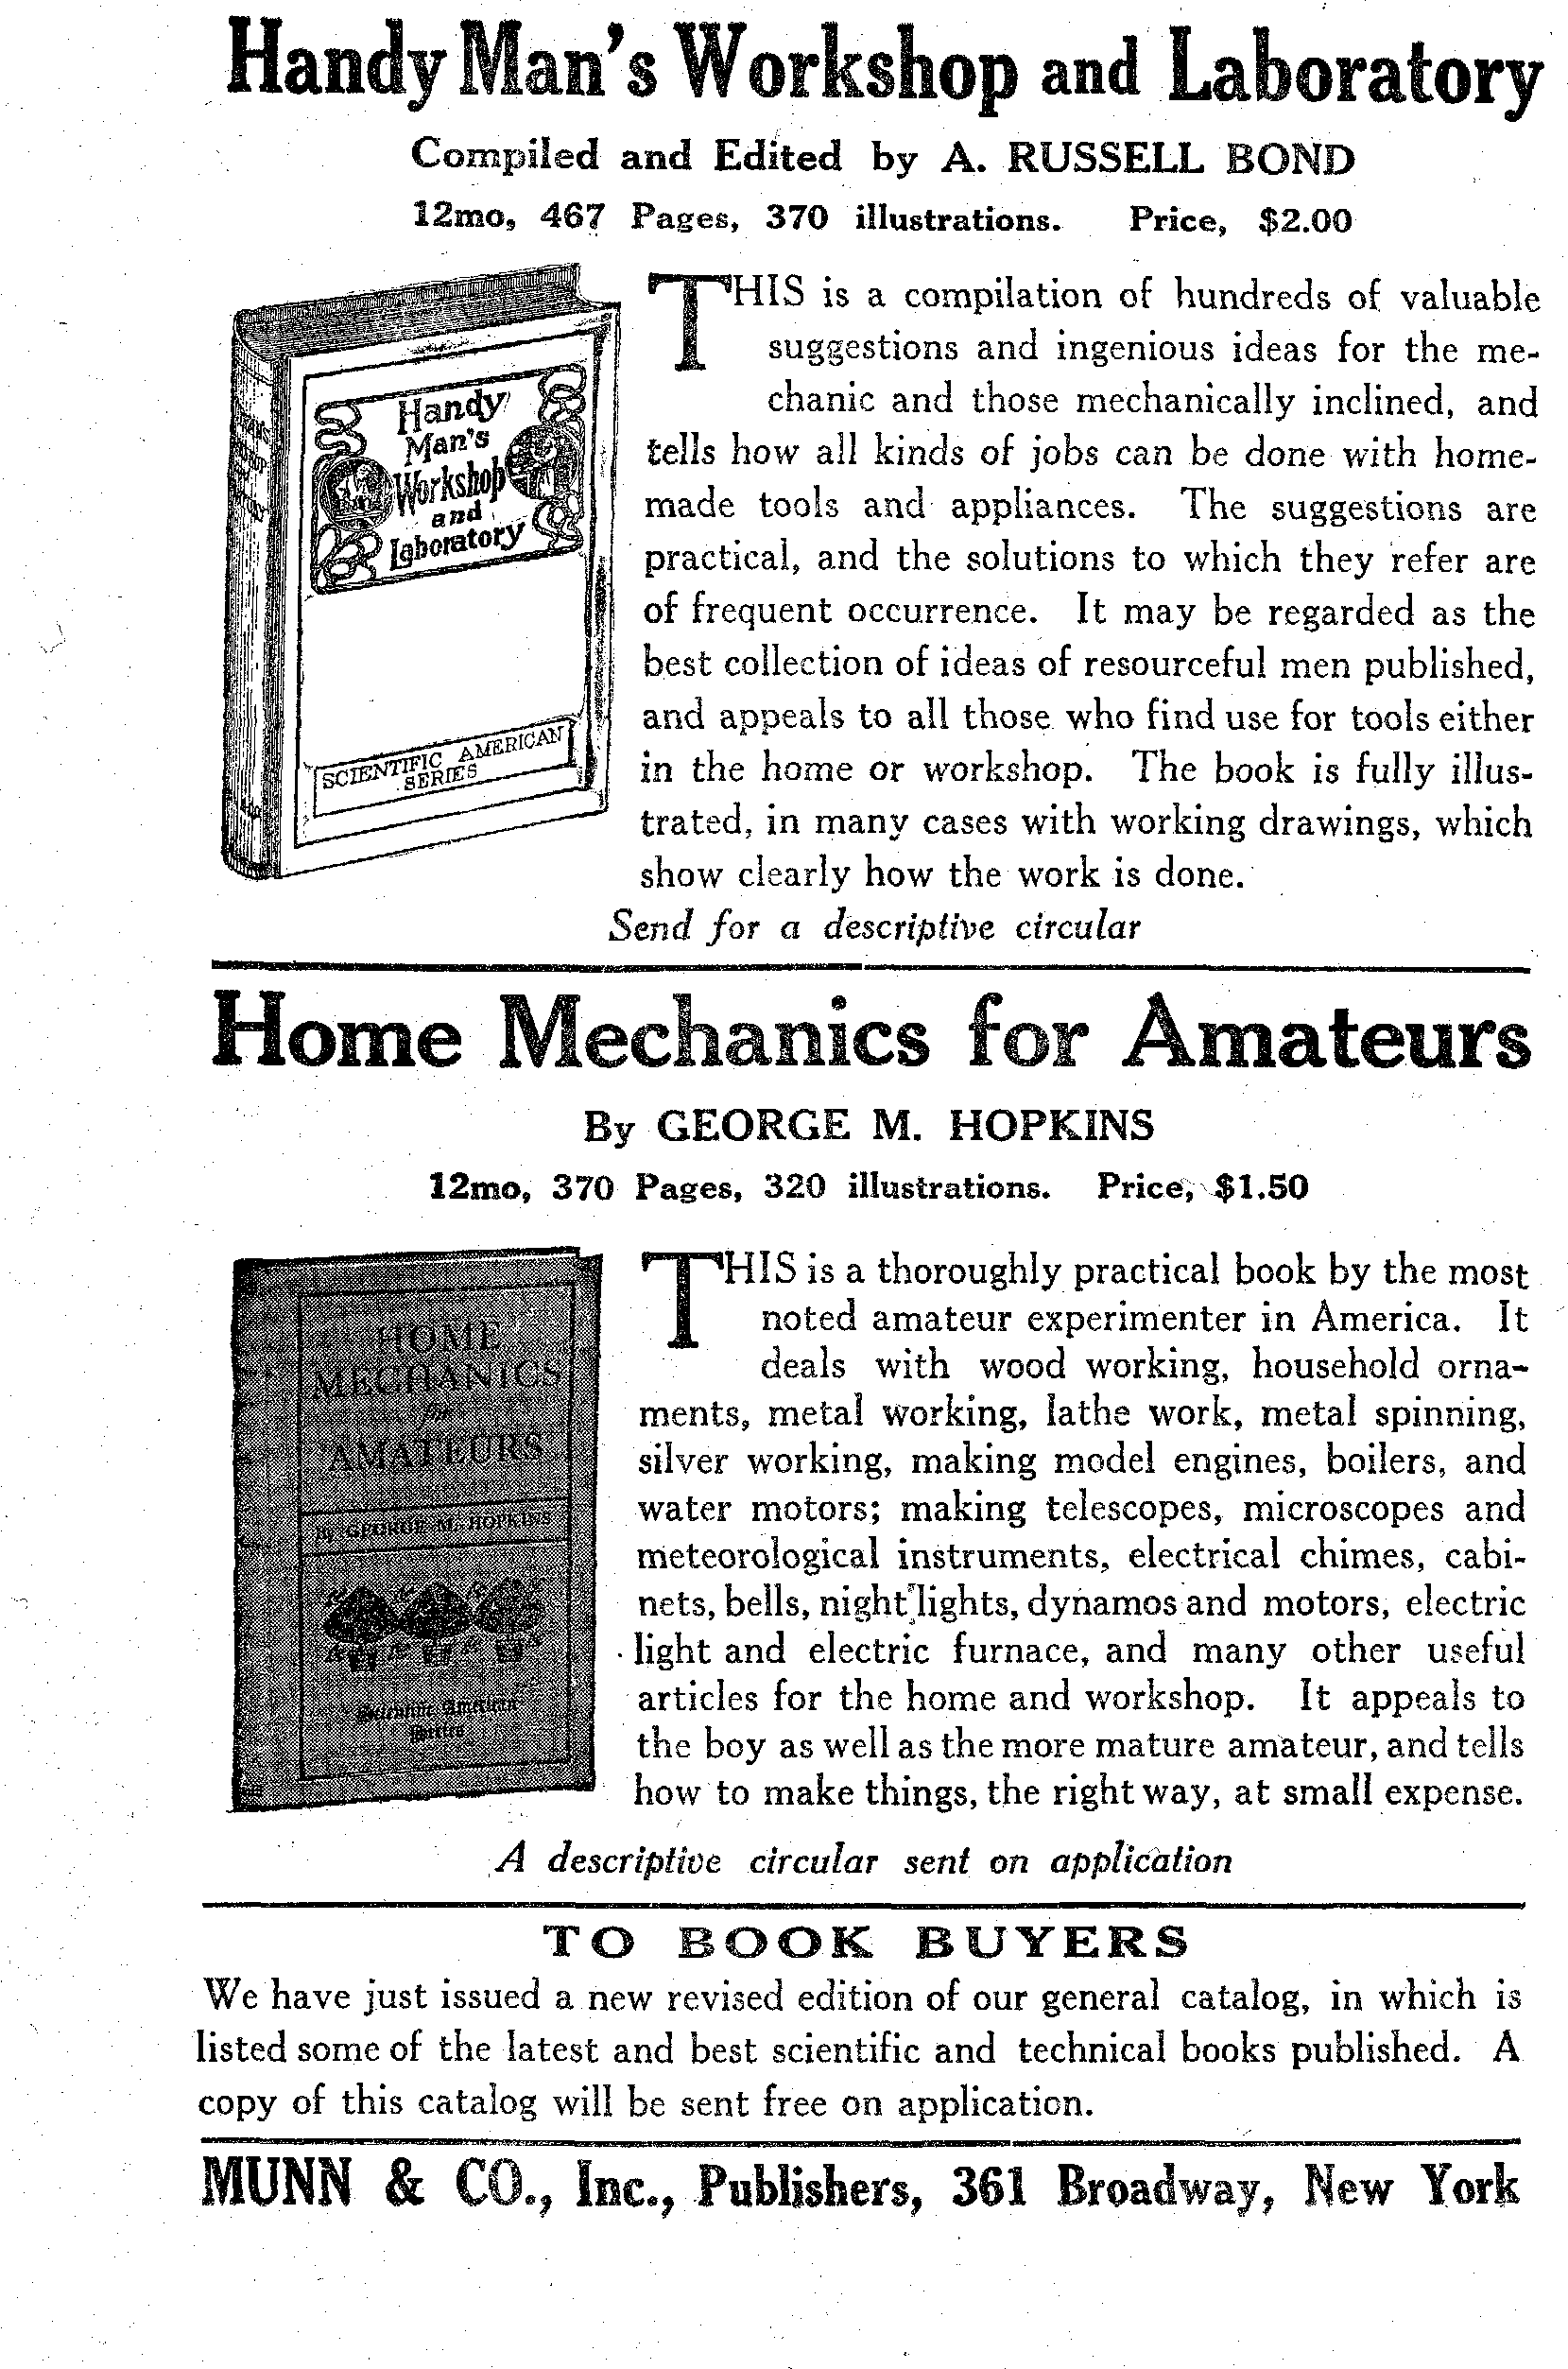 Handy Man's Workshop and Laboratory
Compiled and Edited by A. RUSSELL BOND
12mo, 467 Pages, 370 illustrations. Price, $2.00
Handy
Man's
Workshop
and
Laboratory
SCIENTIFIC AMERICAN
SERIES
THIS is a compilation of hundreds of valuable
suggestions and ingenious ideas for the me-
chanic and those mechanically inclined, and
tells how all kinds of jobs can be done with home-
made tools and appliances. The suggestions are
practical, and the solutions to which they refer are
of frequent occurrence. It may be regarded as the
best collection of ideas of resourceful men published,
and appeals to all those who find use for tools either
in the home or workshop. The book is fully illus-
trated, in many cases with working drawings, which
show clearly how the work is done.
Send for a descriptive circular
Home Mechanics for Amateurs
By GEORGE M. HOPKINS
12mo, 370 Pages, 320 illustrations. Price, $1.50
HOME
MECHANICS
for
AMATEURS
By GEORGE M. HOPKINS
Scientific American
Series
THIS is a thoroughly practical book by the most
noted amateur experimenter in America. It
deals with wood working, household orna-
ments, metal working, lathe work, metal spinning,
silver working, making model engines, boilers, and
water motors; making telescopes, microscopes and
meteorological instruments, electrical chimes, cabi-
nets, bells, night lights, dynamos and motors, electric
light and electric furnace, and many other useful
articles for the home and workshop. It appeals to
the boy as well as the more mature amateur, and tells
how to make things, the right way, at small expense.
A descriptive circular sent on application
TO BOOK BUYERS
We have just issued a new revised edition of our general catalog, in which is
listed some of the latest and best scientific and technical books published. A
copy of this catalog will be sent free on application.
MUNN & CO., Inc., Publishers, 361 Broadway, New York